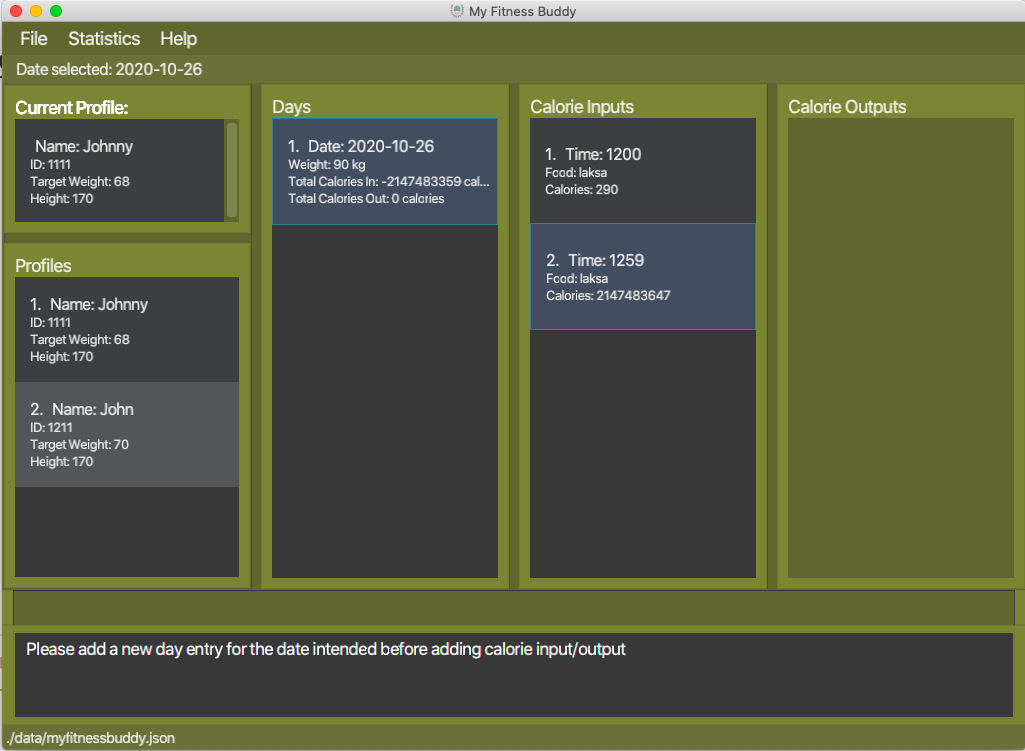 My Fitness Buddy
File Statistics Help
Date selected: 2020-10-26
Current Profile:
Name: Johnny
ID: 1111
Target Weight: 68
Height: 170
Profiles
1. Name: Johnny
ID: 1111
Target Weight: 68
Height: 170
2. Name: John
ID: 1211
Target Weight: 70
Height: 170
Days
1. Date: 2020-10-26
Weight: 90 kg
Total Calories In: -2147483359 cal...
Total Calories Out: 0 calories
Calorie Inputs
1. Time: 1200
Food: laksa
Calories: 290
2. Time: 1259
Food: laksa
Calories: 2147483647
Calorie Outputs
Please add a new day entry for the date intended before adding calorie input/output
./data/myfitnessbuddy.json